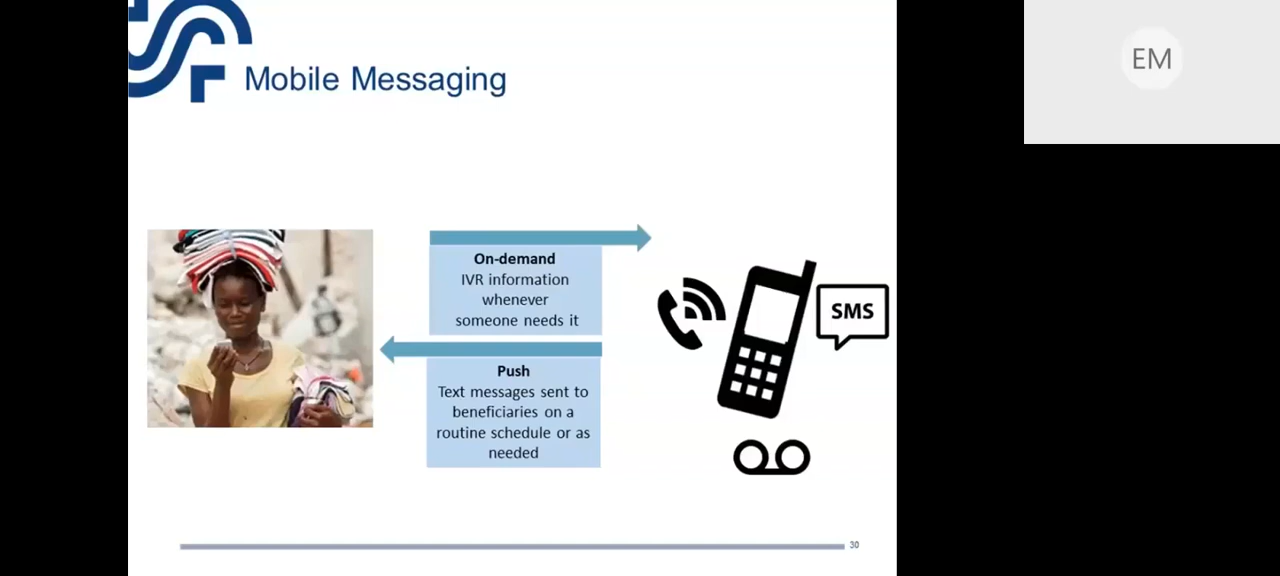 Mobile Messaging
EM
On-demand
IVR information
whenever
someone needs it
SMS
Push
Text messages sent to
beneficiaries on a
routine schedule or as
needed
30